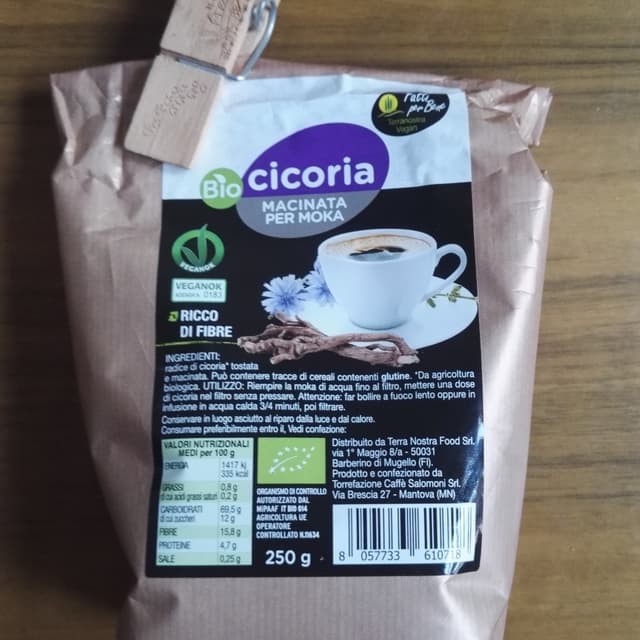 Fatti
per Bene
Terranostra
Vegan
Bio cicoria
MACINATA
PER MOKA
VEGANOK
VEGANOK
AZIENDA 0183
RICCO
DI FIBRE
INGREDIENTI:
radice di cicoria* tostata
e macinata. Può contenere tracce di cereali contenenti glutine. *Da agricoltura
biologica. UTILIZZO: Riempire la moka di acqua fino al filtro, mettere una dose
di cicoria nel filtro senza pressare. Attenzione: far bollire a fuoco lento oppure in
infusione in acqua calda 3/4 minuti, poi filtrare.
Conservare in luogo asciutto al riparo dalla luce e dal calore.
Consumare preferibilmente entro il, Vedi confezione:
VALORI NUTRIZIONALI
MEDI per 100 g
ENERGIA 1417 kj
335 kcal
GRASSI 0,8 g
di cui acidi grassi saturi 0,2 g
CARBOIDRATI 69,5 g
di cui zuccheri 12 g
FIBRE 15,8 g
PROTEINE 4,7 g
SALE 0,25 g
ORGANISMO DI CONTROLLO
AUTORIZZATO DAL
MIPAAF IT BIO 014
AGRICOLTURA UE
OPERATORE
CONTROLLATO N.11634
250 g
Distribuito da Terra Nostra Food Srl.
via 1° Maggio 8/a - 50031
Barberino di Mugello (FI).
Prodotto e confezionato da
Torrefazione Caffè Salomoni Srl.
Via Brescia 27 - Mantova (MN)
8 057733 610718